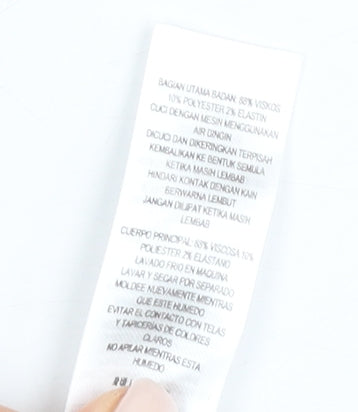 BAGIAN UTAMA BADAN: 88% VISKOS
10% POLYESTER 2% ELASTIN
CUCI DENGAN MESIN MENGGUNAKAN
AIR DINGIN
DICUCI DAN DIKERINGKAN TERPISAH
KEMBALIKAN KE BENTUK SEMULA
KETIKA MASIH LEMBAB
HINDARI KONTAK DENGAN KAIN
BERWARNA LEMBUT
JANGAN DILIPAT KETIKA MASIH
LEMBAB
CUERPO PRINCIPAL: 88% VISCOSA 10%
POLIESTER 2% ELASTANO
LAVADO FRIO EN MAQUINA
LAVAR Y SECAR POR SEPARADO
MOLDEE NUEVAMENTE MIENTRAS
QUE ESTE HUMEDO
EVITAR EL CONTACTO CON TELAS
Y TAPICERIAS DE COLORES
CLAROS
NO APILAR MIENTRAS ESTA
HUMEDO